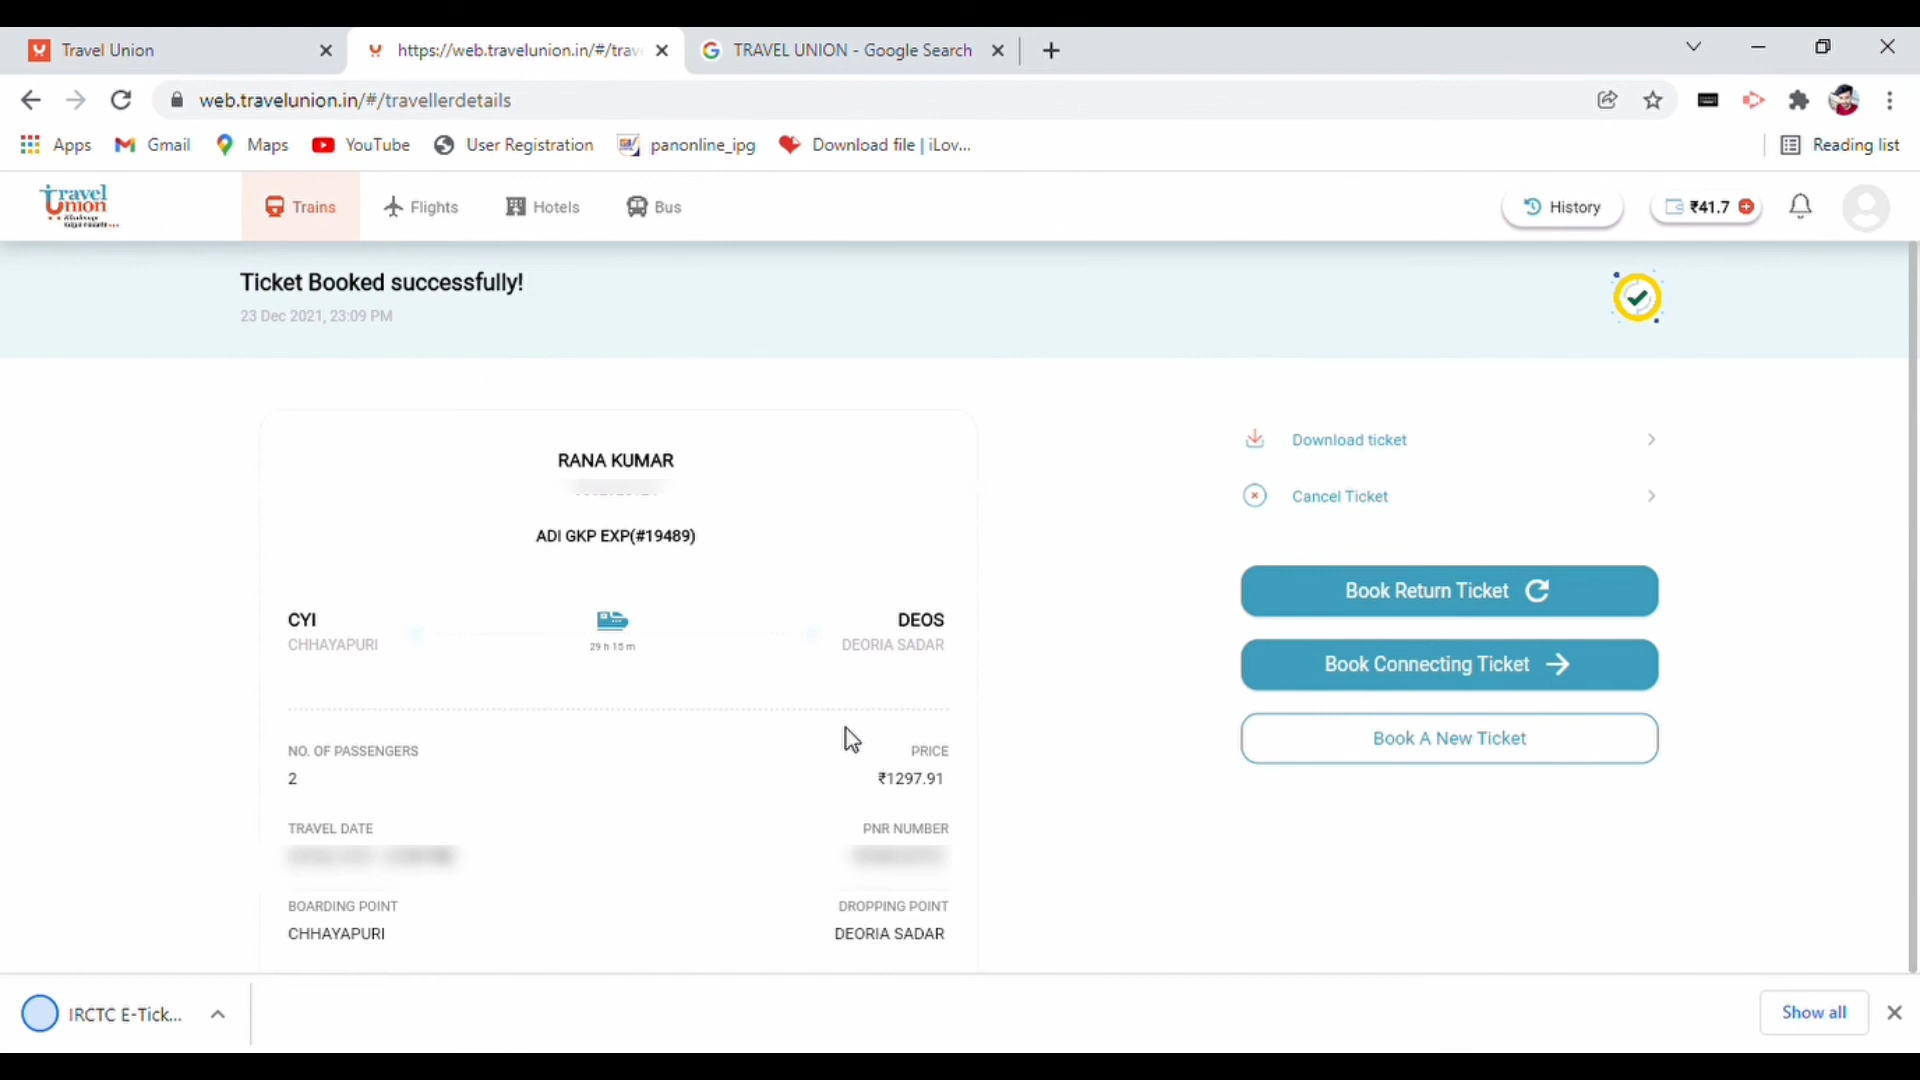 Travel Union
https://web.travelunion.in/#/trav
TRAVEL UNION - Google Search
web.travelunion.in/#/travellerdetails
Apps
Gmail
Maps
YouTube
User Registration
panonline_ipg
Download file | iLov...
Reading list
Travel
Union
Trains
Flights
Hotels
Bus
History
₹41.7
Ticket Booked successfully!
23 Dec 2021, 23:09 PM
RANA KUMAR
ADI GKP EXP(#19489)
CYI
DEOS
CHHAYAPURI
29 h 15 m
DEORIA SADAR
NO. OF PASSENGERS
PRICE
2
₹1297.91
TRAVEL DATE
PNR NUMBER
BOARDING POINT
DROPPING POINT
CHHAYAPURI
DEORIA SADAR
Download ticket
Cancel Ticket
Book Return Ticket
Book Connecting Ticket
Book A New Ticket
IRCTC E-Tick...
Show all